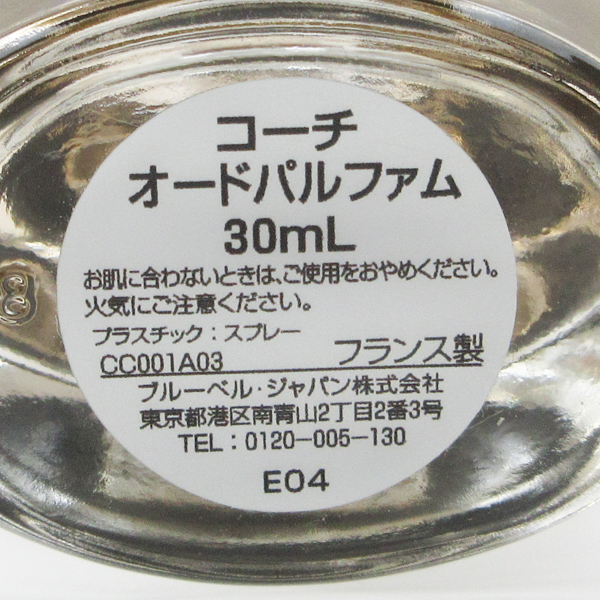 コーチ
オードパルファム
30mL
お肌に合わないときは、ご使用をおやめください。
火気にご注意ください。
プラスチック：スプレー
CC001A03 フランス製
ブルーベル・ジャパン株式会社
東京都港区南青山2丁目2番3号
TEL：0120-005-130
E04